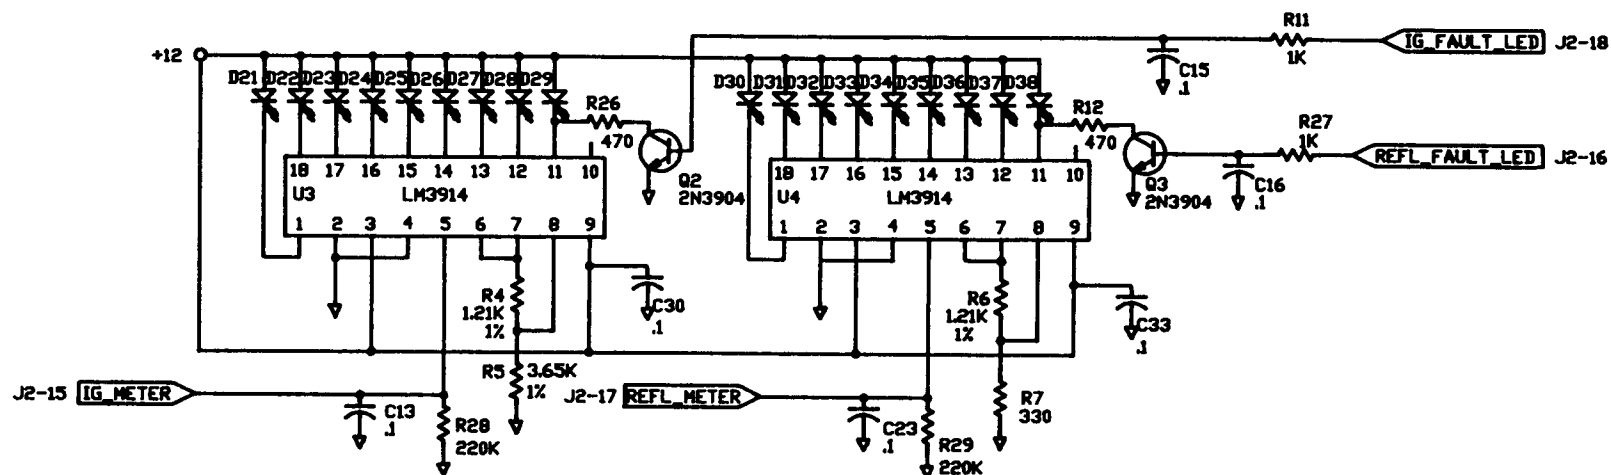 R11
IG_FAULT_LED J2-18
1K
+12
C15
.1
D21 D22 D23 D24 D25 D26 D27 D28 D29
D30 D31 D32 D33 D34 D35 D36 D37 D38
R26
470
R12
470
R27
1K
REFL_FAULT_LED J2-16
18 17 16 15 14 13 12 11 10
U3 LM3914
1 2 3 4 5 6 7 8 9
Q2
2N3904
18 17 16 15 14 13 12 11 10
U4 LM3914
1 2 3 4 5 6 7 8 9
Q3
2N3904
C16
.1
R4
1.21K
1%
C30
.1
R6
1.21K
1%
C33
.1
R5 3.65K
1%
J2-15 IG_METER
C13
.1
R28
220K
J2-17 REFL_METER
C23
.1
R29
220K
R7
330